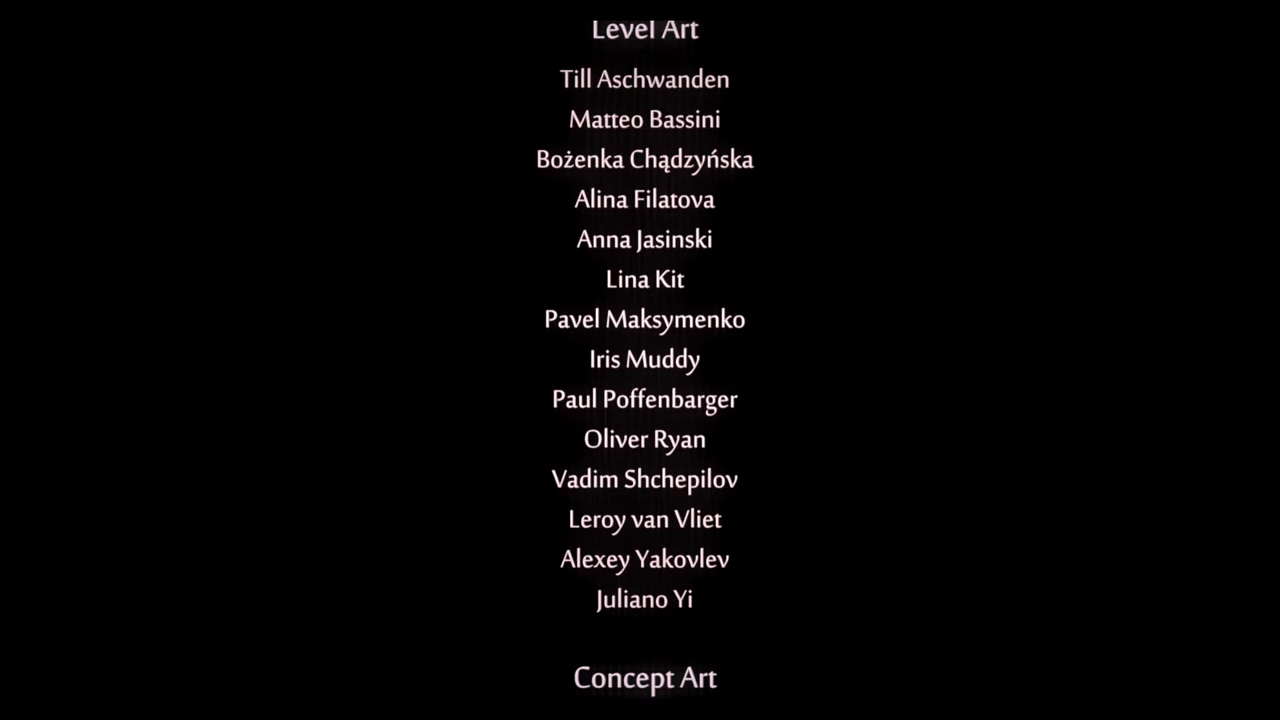 Level Art
Till Aschwanden
Matteo Bassini
Bożenka Chądzyńska
Alina Filatova
Anna Jasinski
Lina Kit
Pavel Maksymenko
Iris Muddy
Paul Poffenbarger
Oliver Ryan
Vadim Shchepilov
Leroy van Vliet
Alexey Yakovlev
Juliano Yi
Concept Art